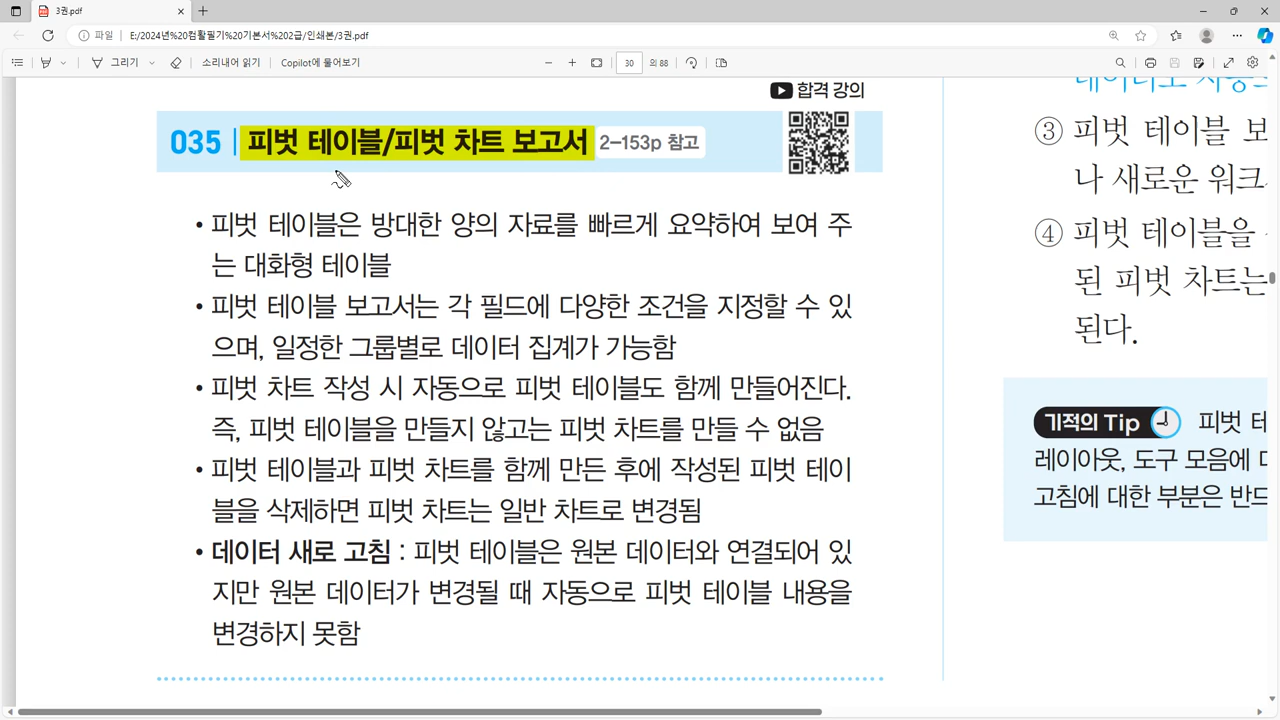 3권.pdf
파일 E:/2024년%20컴활필기%20기본서%202급/인쇄본/3권.pdf
그리기 소리내어 읽기 Copilot에 물어보기 30 의 88
합격 강의
035 피벗 테이블/피벗 차트 보고서 2-153p 참고
• 피벗 테이블은 방대한 양의 자료를 빠르게 요약하여 보여 주
는 대화형 테이블
• 피벗 테이블 보고서는 각 필드에 다양한 조건을 지정할 수 있
으며, 일정한 그룹별로 데이터 집계가 가능함
• 피벗 차트 작성 시 자동으로 피벗 테이블도 함께 만들어진다.
즉, 피벗 테이블을 만들지 않고는 피벗 차트를 만들 수 없음
• 피벗 테이블과 피벗 차트를 함께 만든 후에 작성된 피벗 테이
블을 삭제하면 피벗 차트는 일반 차트로 변경됨
• 데이터 새로 고침 : 피벗 테이블은 원본 데이터와 연결되어 있
지만 원본 데이터가 변경될 때 자동으로 피벗 테이블 내용을
변경하지 못함
③ 피벗 테이블 보
나 새로운 워크
④ 피벗 테이블을
된 피벗 차트는
된다.
기적의 Tip 피벗 테
레이아웃, 도구 모음에 
고침에 대한 부분은 반드